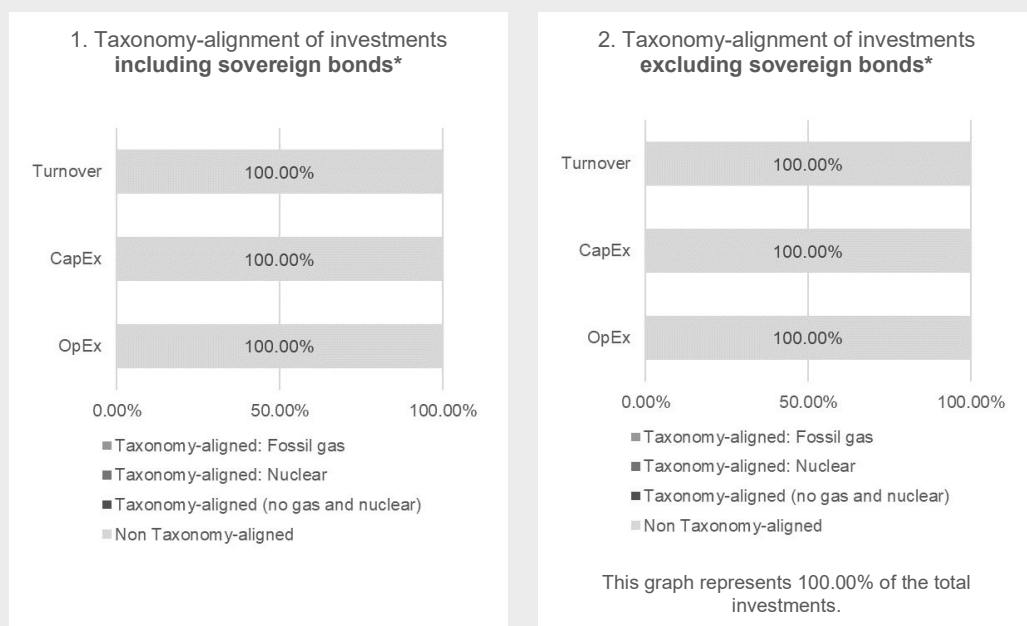 1. Taxonomy-alignment of investments
including sovereign bonds*
Turnover
100.00%
CapEx
100.00%
OpEx
100.00%
0.00% 50.00% 100.00%
Taxonomy-aligned: Fossil gas
Taxonomy-aligned: Nuclear
Taxonomy-aligned (no gas and nuclear)
Non Taxonomy-aligned
2. Taxonomy-alignment of investments
excluding sovereign bonds*
Turnover
100.00%
CapEx
100.00%
OpEx
100.00%
0.00% 50.00% 100.00%
Taxonomy-aligned: Fossil gas
Taxonomy-aligned: Nuclear
Taxonomy-aligned (no gas and nuclear)
Non Taxonomy-aligned
This graph represents 100.00% of the total
investments.